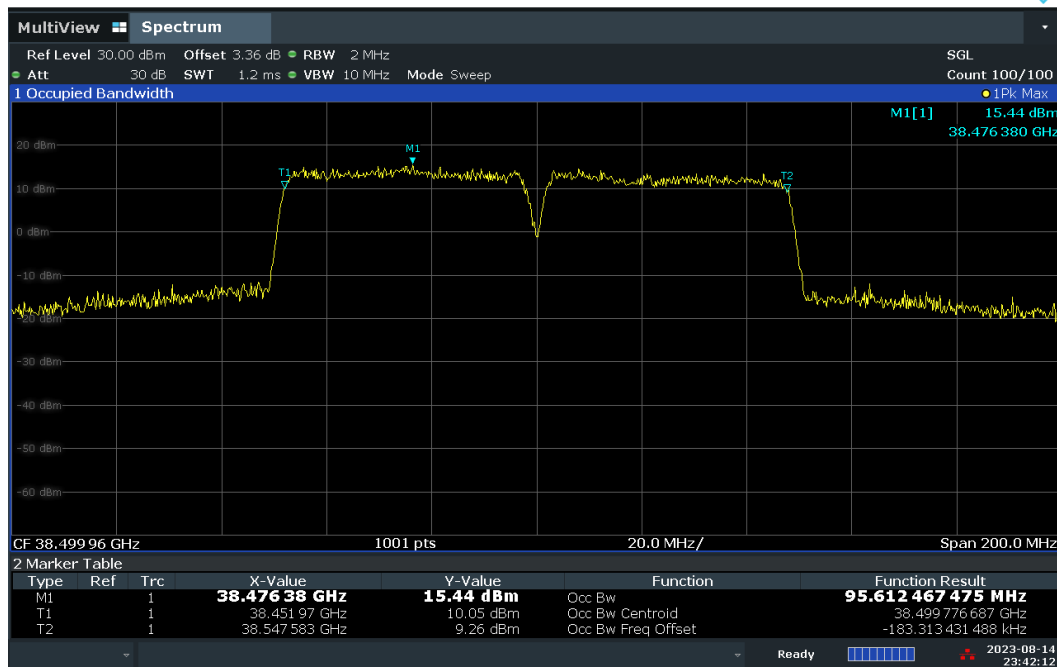 MultiView Spectrum
Ref Level 30.00 dBm Offset 3.36 dB RBW 2 MHz SGL
Att 30 dB SWT 1.2 ms VBW 10 MHz Mode Sweep Count 100/100
1 Occupied Bandwidth 1Pk Max
M1[1] 15.44 dBm
38.476 380 GHz
20 dBm
M1
T1 T2
10 dBm
0 dBm
-10 dBm
-20 dBm
-30 dBm
-40 dBm
-50 dBm
-60 dBm
CF 38.499 96 GHz 1001 pts 20.0 MHz/ Span 200.0 MHz
2 Marker Table
Type Ref Trc X-Value Y-Value Function Function Result
M1 1 38.476 38 GHz 15.44 dBm Occ Bw 95.612 467 475 MHz
T1 1 38.451 97 GHz 10.05 dBm Occ Bw Centroid 38.499 776 687 GHz
T2 1 38.547 583 GHz 9.26 dBm Occ Bw Freq Offset -183.313 431 488 kHz
Ready 2023-08-14
23:42:12